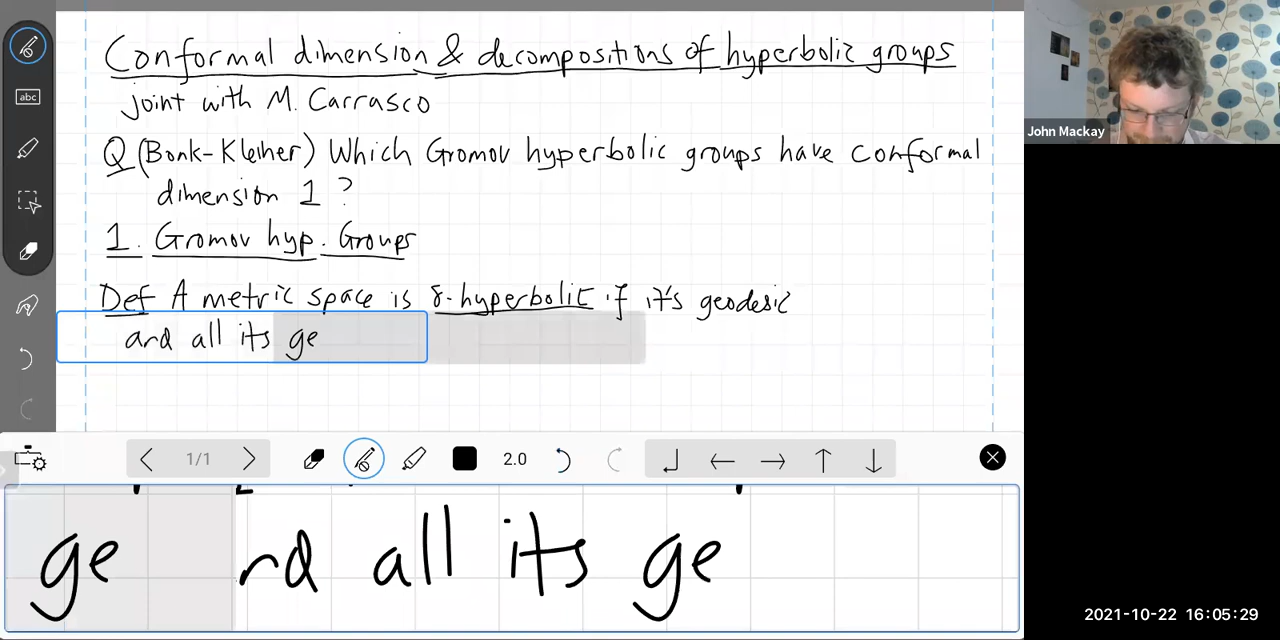 Conformal dimension & decompositions of hyperbolic groups
joint with M. Carrasco
Q (Bonk-Kleiner) Which Gromov hyperbolic groups have conformal
dimension 1?
1. Gromov hyp. Groups
Def A metric space is δ-hyperbolic if it's geodesic
and all its ge
abc
John Mackay
1/1
2.0
ge nd all its ge
2021-10-22 16:05:29